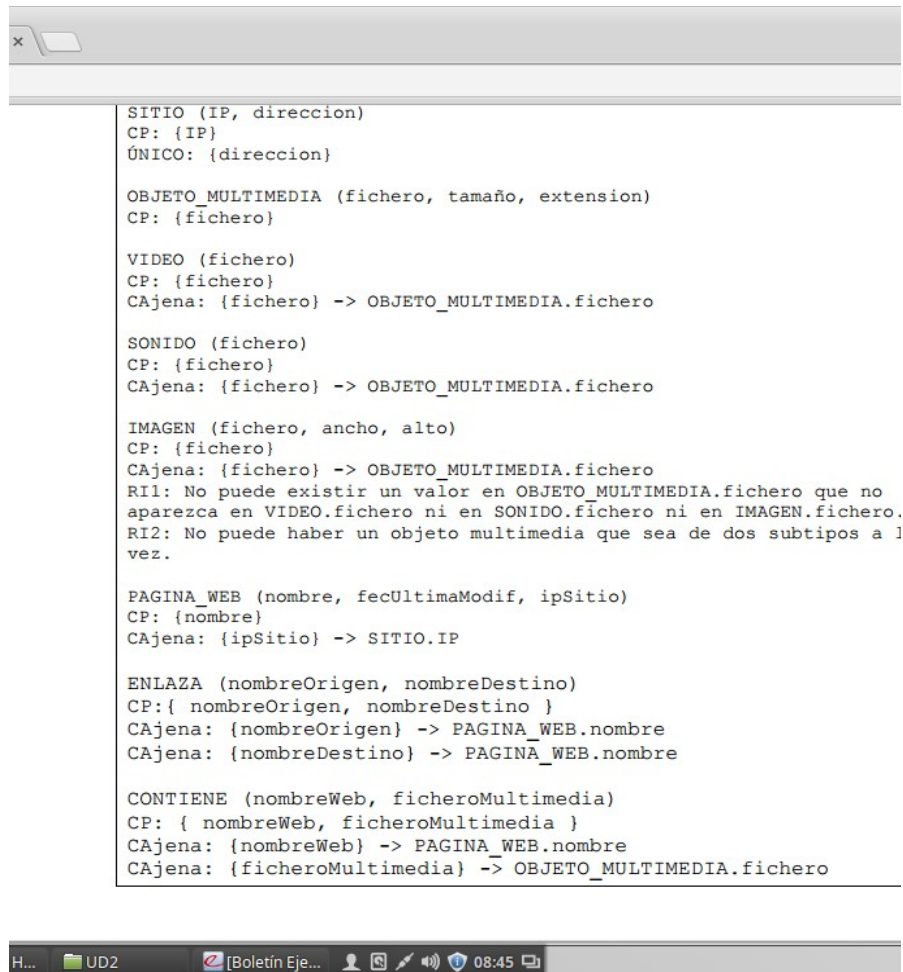 ×
SITIO (IP, direccion)
CP: {IP}
ÚNICO: {direccion}
OBJETO_MULTIMEDIA (fichero, tamaño, extension)
CP: {fichero}
VIDEO (fichero)
CP: {fichero}
CAjena: {fichero} -> OBJETO_MULTIMEDIA.fichero
SONIDO (fichero)
CP: {fichero}
CAjena: {fichero} -> OBJETO_MULTIMEDIA.fichero
IMAGEN (fichero, ancho, alto)
CP: {fichero}
CAjena: {fichero} -> OBJETO_MULTIMEDIA.fichero
RI1: No puede existir un valor en OBJETO_MULTIMEDIA.fichero que no
aparezca en VIDEO.fichero ni en SONIDO.fichero ni en IMAGEN.fichero.
RI2: No puede haber un objeto multimedia que sea de dos subtipos a l
vez.
PAGINA_WEB (nombre, fecUltimaModif, ipSitio)
CP: {nombre}
CAjena: {ipSitio} -> SITIO.IP
ENLAZA (nombreOrigen, nombreDestino)
CP:{ nombreOrigen, nombreDestino }
CAjena: {nombreOrigen} -> PAGINA_WEB.nombre
CAjena: {nombreDestino} -> PAGINA_WEB.nombre
CONTIENE (nombreWeb, ficheroMultimedia)
CP: { nombreWeb, ficheroMultimedia }
CAjena: {nombreWeb} -> PAGINA_WEB.nombre
CAjena: {ficheroMultimedia} -> OBJETO_MULTIMEDIA.fichero
H... UD2 [Boletín Eje... 08:45